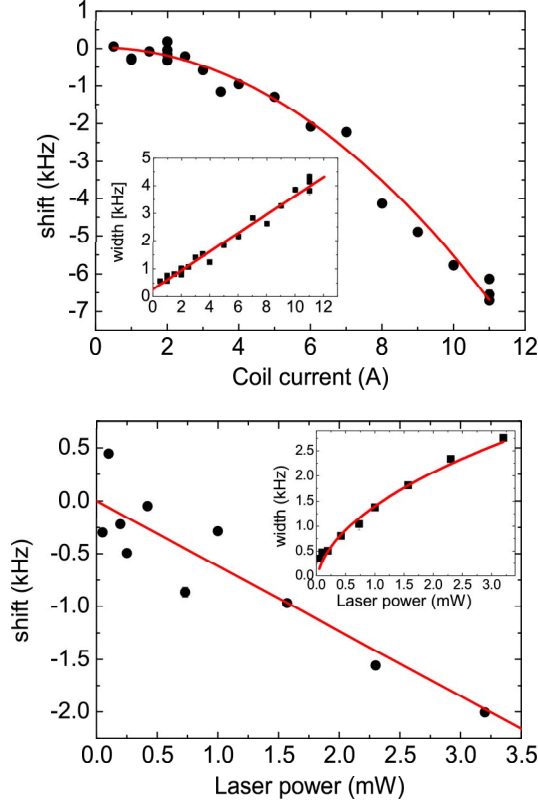 1
0
-1
-2
-3
-4
-5
-6
-7
shift (kHz)
0 2 4 6 8 10 12
Coil current (A)
5
4
3
2
1
0
width [kHz]
0 2 4 6 8 10 12
0.5
0.0
-0.5
-1.0
-1.5
-2.0
shift (kHz)
0.0 0.5 1.0 1.5 2.0 2.5 3.0 3.5
Laser power (mW)
2.5
2.0
1.5
1.0
0.5
0.0
width (kHz)
0.0 0.5 1.0 1.5 2.0 2.5 3.0
Laser power (mW)